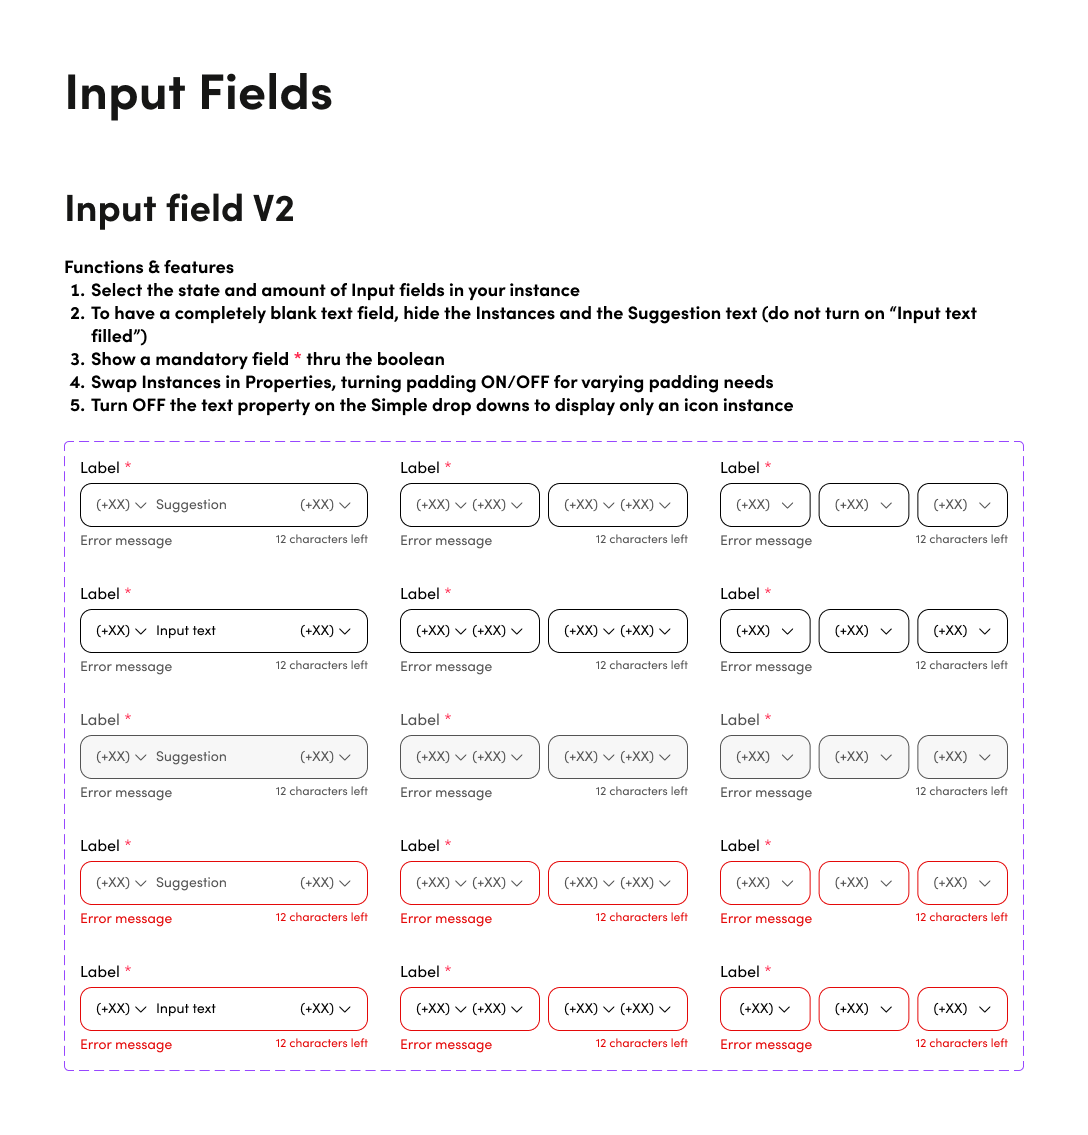 Input Fields
Input field V2
Functions & features
1. Select the state and amount of Input fields in your instance
2. To have a completely blank text field, hide the Instances and the Suggestion text (do not turn on “Input text
filled”)
3. Show a mandatory field * thru the boolean
4. Swap Instances in Properties, turning padding ON/OFF for varying padding needs
5. Turn OFF the text property on the Simple drop downs to display only an icon instance
Label * Label * Label *
(+XX) Suggestion (+XX) (+XX) (+XX) (+XX) (+XX) (+XX) (+XX) (+XX)
Error message 12 characters left Error message 12 characters left Error message 12 characters left
Label * Label * Label *
(+XX) Input text (+XX) (+XX) (+XX) (+XX) (+XX) (+XX) (+XX) (+XX)
Error message 12 characters left Error message 12 characters left Error message 12 characters left
Label * Label * Label *
(+XX) Suggestion (+XX) (+XX) (+XX) (+XX) (+XX) (+XX) (+XX) (+XX)
Error message 12 characters left Error message 12 characters left Error message 12 characters left
Label * Label * Label *
(+XX) Suggestion (+XX) (+XX) (+XX) (+XX) (+XX) (+XX) (+XX) (+XX)
Error message 12 characters left Error message 12 characters left Error message 12 characters left
Label * Label * Label *
(+XX) Input text (+XX) (+XX) (+XX) (+XX) (+XX) (+XX) (+XX) (+XX)
Error message 12 characters left Error message 12 characters left Error message 12 characters left